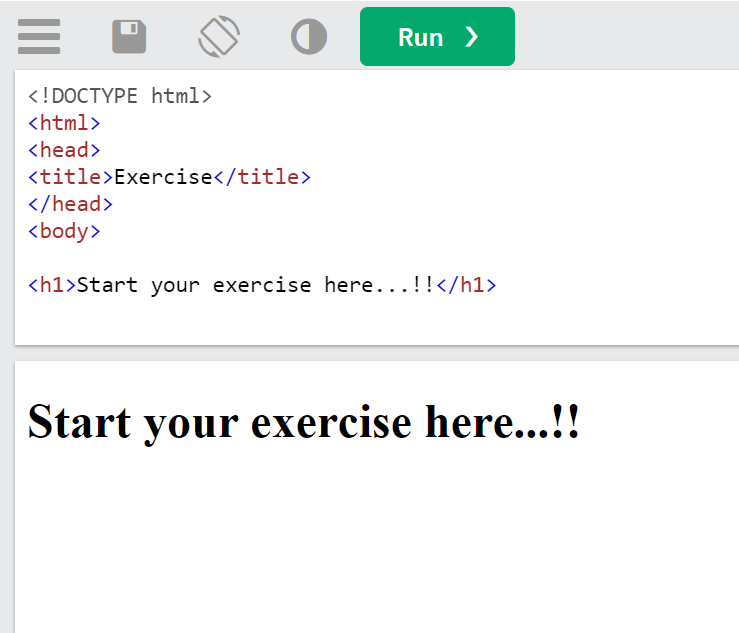 Run ❯
<!DOCTYPE html>
<html>
<head>
<title>Exercise</title>
</head>
<body>
<h1>Start your exercise here...!!</h1>
Start your exercise here...!!